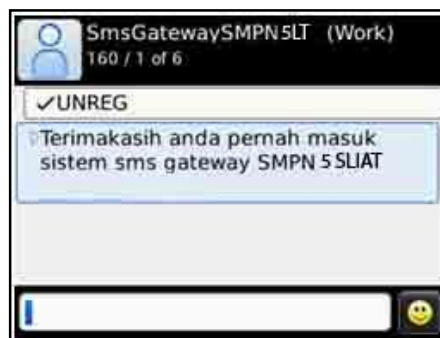 SmsGatewaySMPN5LT (Work)
160 / 1 of 6
✓UNREG
Terimakasih anda pernah masuk
sistem sms gateway SMPN 5 SLIAT